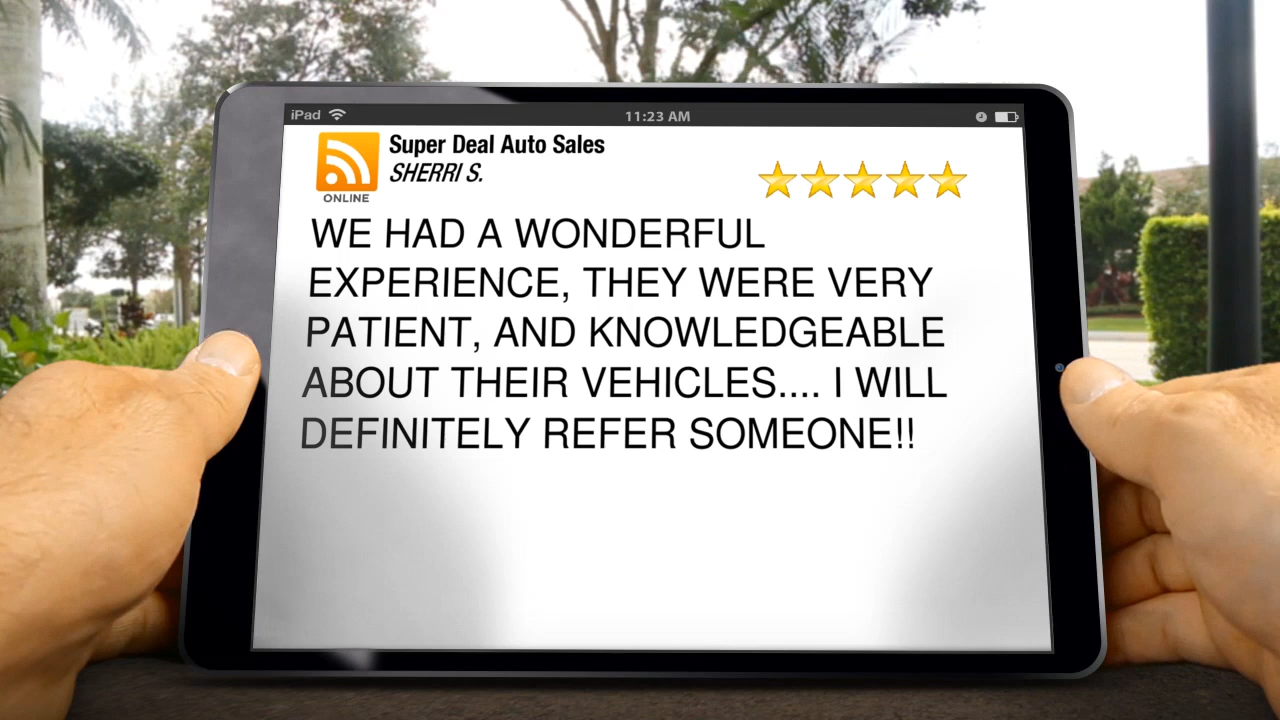 iPad 11:23 AM
Super Deal Auto Sales
SHERRI S.
ONLINE
WE HAD A WONDERFUL
EXPERIENCE, THEY WERE VERY
PATIENT, AND KNOWLEDGEABLE
ABOUT THEIR VEHICLES.... I WILL
DEFINITELY REFER SOMEONE!!